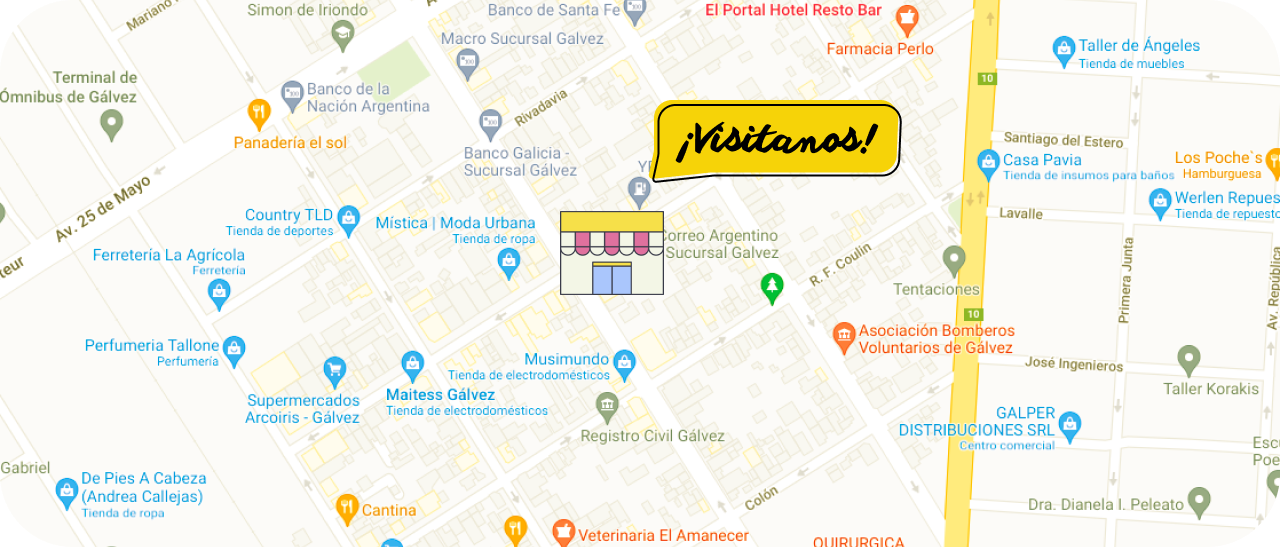 Mariano
Simon de Iriondo
Banco de Santa Fe
El Portal Hotel Resto Bar
Farmacia Perlo
Taller de Ángeles
Tienda de muebles
Macro Sucursal Galvez
Terminal de
Ómnibus de Gálvez
Banco de la
Nación Argentina
10
Rivadavia
Panadería el sol
¡Visitanos!
Santiago del Estero
Banco Galicia -
Sucursal Gálvez
Casa Pavia
Tienda de insumos para baños
Los Poche`s
Hamburguesa
Av. 25 de Mayo
Werlen Repues
Tienda de repuesto
Lavalle
Country TLD
Tienda de deportes
Mística | Moda Urbana
Tienda de ropa
Correo Argentino
Sucursal Galvez
R. F. Coulin
Primera Junta
Av. República
Ferretería La Agrícola
Ferretería
teur
Tentaciones
10
Asociación Bomberos
Voluntarios de Gálvez
Perfumeria Tallone
Perfumería
Musimundo
Tienda de electrodomésticos
José Ingenieros
Taller Korakis
Supermercados
Arcoiris - Gálvez
Maitess Gálvez
Tienda de electrodomésticos
Registro Civil Gálvez
GALPER
DISTRIBUCIONES SRL
Centro comercial
Escu
Poe
Gabriel
De Pies A Cabeza
(Andrea Callejas)
Tienda de ropa
Cantina
Colón
Dra. Dianela I. Peleato
Veterinaria El Amanecer
QUIRURGICA